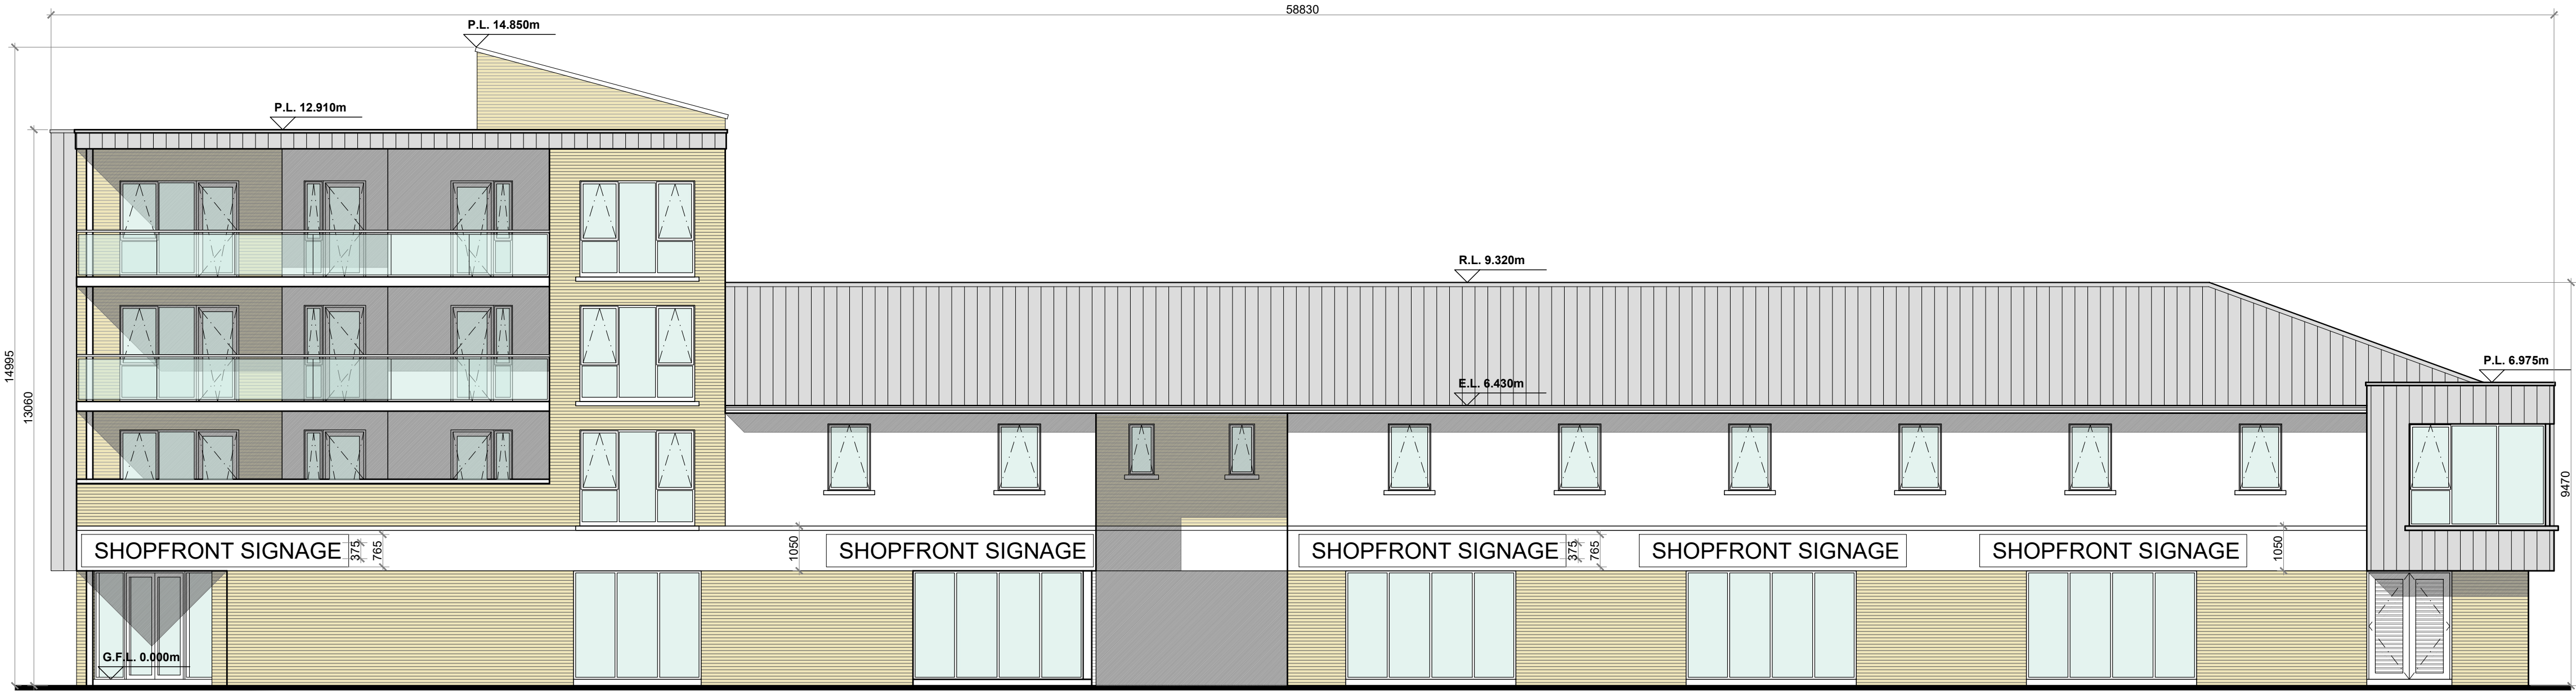 58830
P.L. 14.850m
P.L. 12.910m
R.L. 9.320m
P.L. 6.975m
E.L. 6.430m
14995
13060
9470
SHOPFRONT SIGNAGE
375
765
1050
SHOPFRONT SIGNAGE
SHOPFRONT SIGNAGE
375
765
SHOPFRONT SIGNAGE
SHOPFRONT SIGNAGE
1050
G.F.L. 0.000m